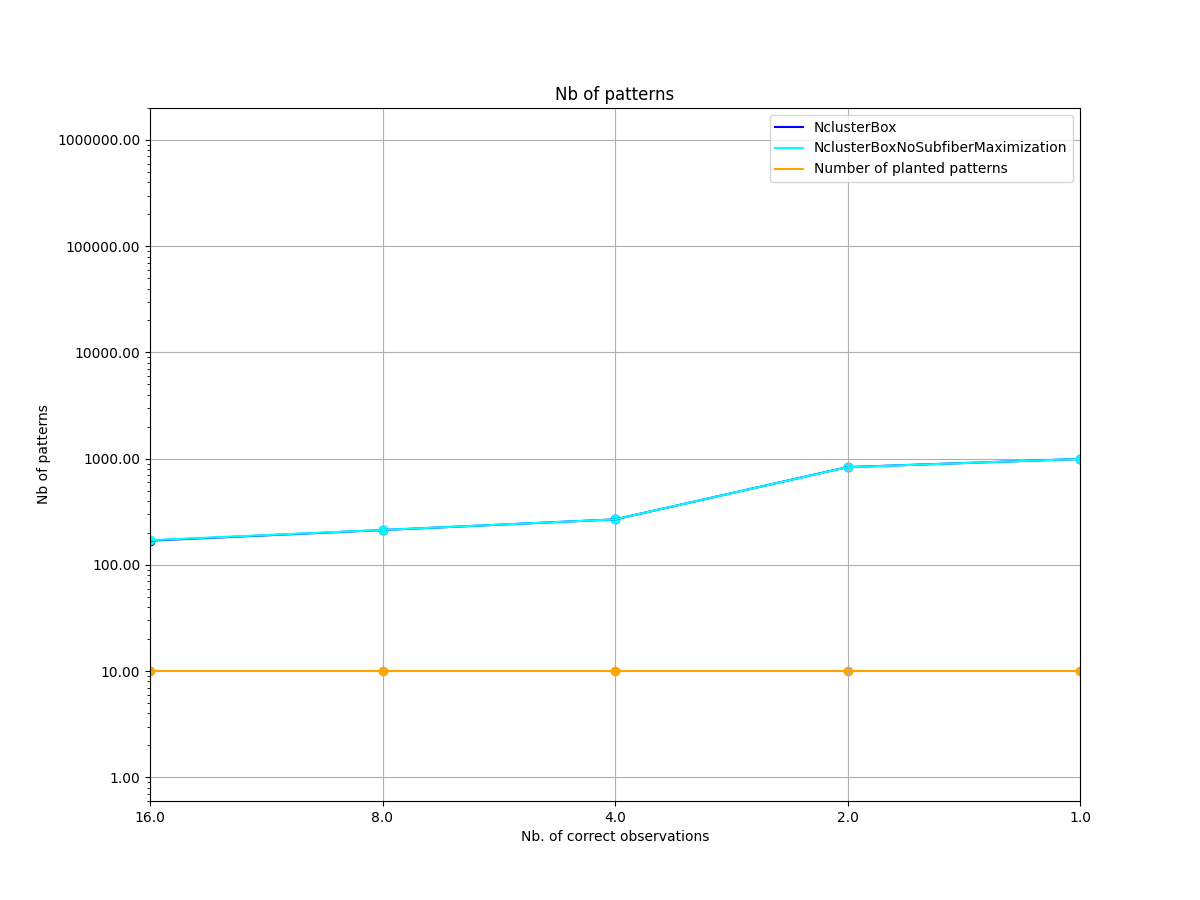 Nb of patterns
NclusterBox
NclusterBoxNoSubfiberMaximization
Number of planted patterns
1000000.00
100000.00
10000.00
1000.00
100.00
10.00
1.00
Nb of patterns
16.0 8.0 4.0 2.0 1.0
Nb. of correct observations